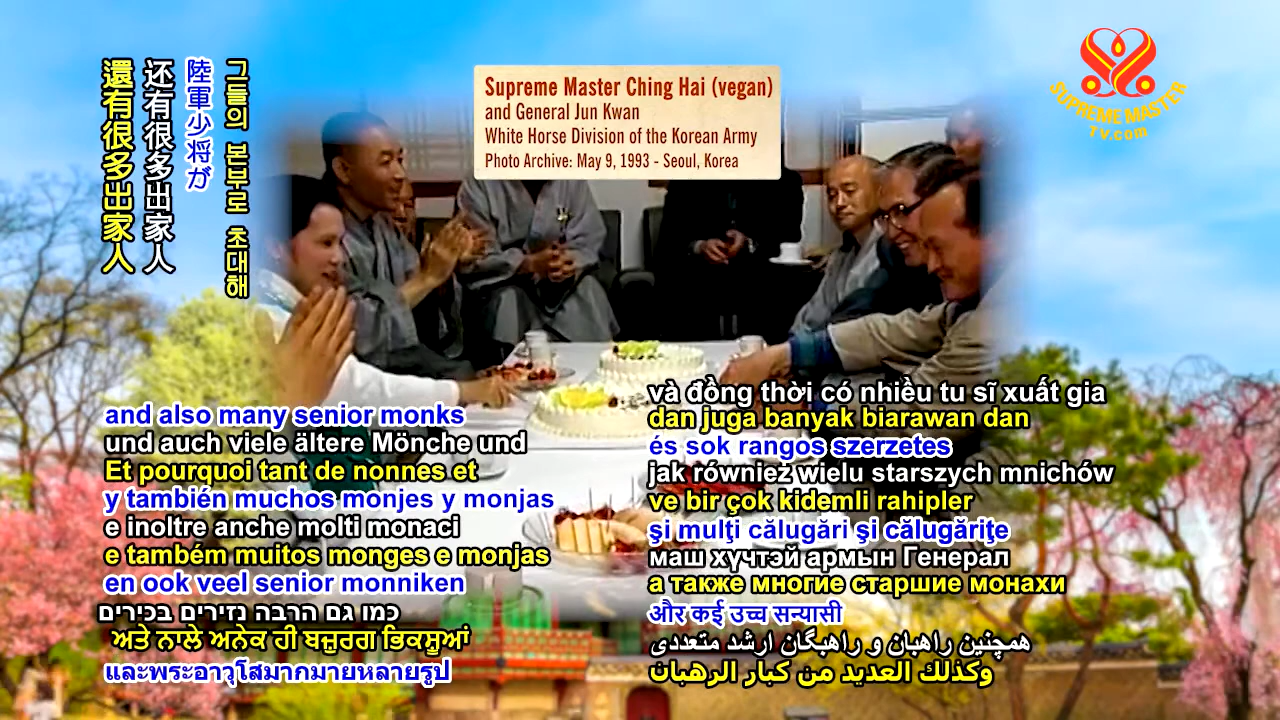 Supreme Master Ching Hai (vegan)
and General Jun Kwan
White Horse Division of the Korean Army
Photo Archive: May 9, 1993 - Seoul, Korea
SUPREME MASTER
TV.com
還有很多出家人
还有很多出家人
陸軍少将が
그들의 본부로 초대해
and also many senior monks
und auch viele ältere Mönche und
Et pourquoi tant de nonnes et
y también muchos monjes y monjas
e inoltre anche molti monaci
e também muitos monges e monjas
en ook veel senior monniken
כמו גם הרבה נזירים בכירים
ਅਤੇ ਨਾਲੇ ਅਨੇਕ ਹੀ ਬਜ਼ੁਰਗ ਭਿਕਸ਼ੂਆਂ
และพระอาวุโสมากมายหลายรูป
và đồng thời có nhiều tu sĩ xuất gia
dan juga banyak biarawan dan
és sok rangos szerzetes
jak również wielu starszych mnichów
ve bir çok kidemli rahipler
şi mulţi călugări şi călugăriţe
маш хүчтэй армын Генерал
а также многие старшие монахи
और कई उच्च सन्यासी
همچنین راهبان و راهبگان ارشد متعددی
وكذلك العديد من كبار الرهبان